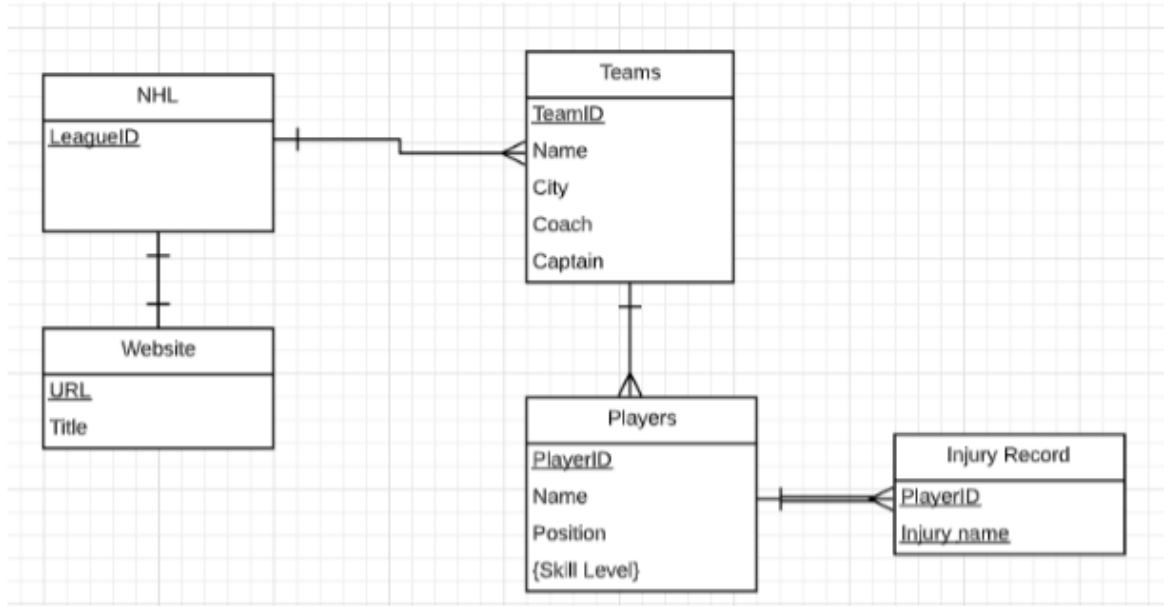 NHL
LeagueID
Website
URL
Title
Teams
TeamID
Name
City
Coach
Captain
Players
PlayerID
Name
Position
{Skill Level}
Injury Record
PlayerID
Injury name